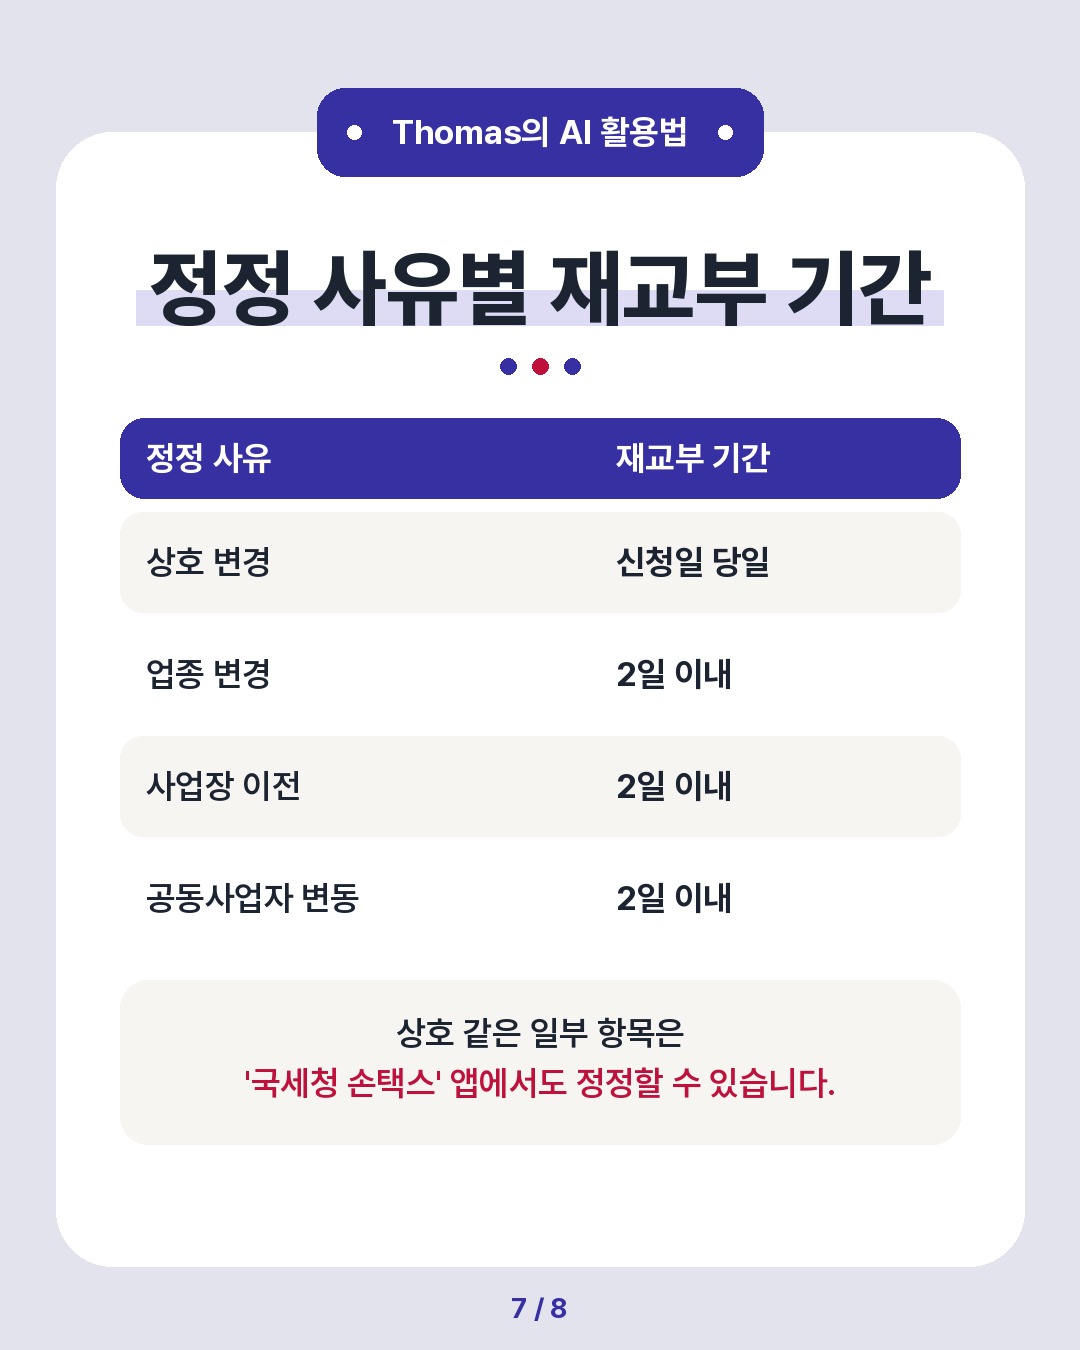 Thomas의 AI 활용법
정정 사유별 재교부 기간
정정 사유 재교부 기간
상호 변경 신청일 당일
업종 변경 2일 이내
사업장 이전 2일 이내
공동사업자 변동 2일 이내
상호 같은 일부 항목은
'국세청 손택스' 앱에서도 정정할 수 있습니다.
7 / 8